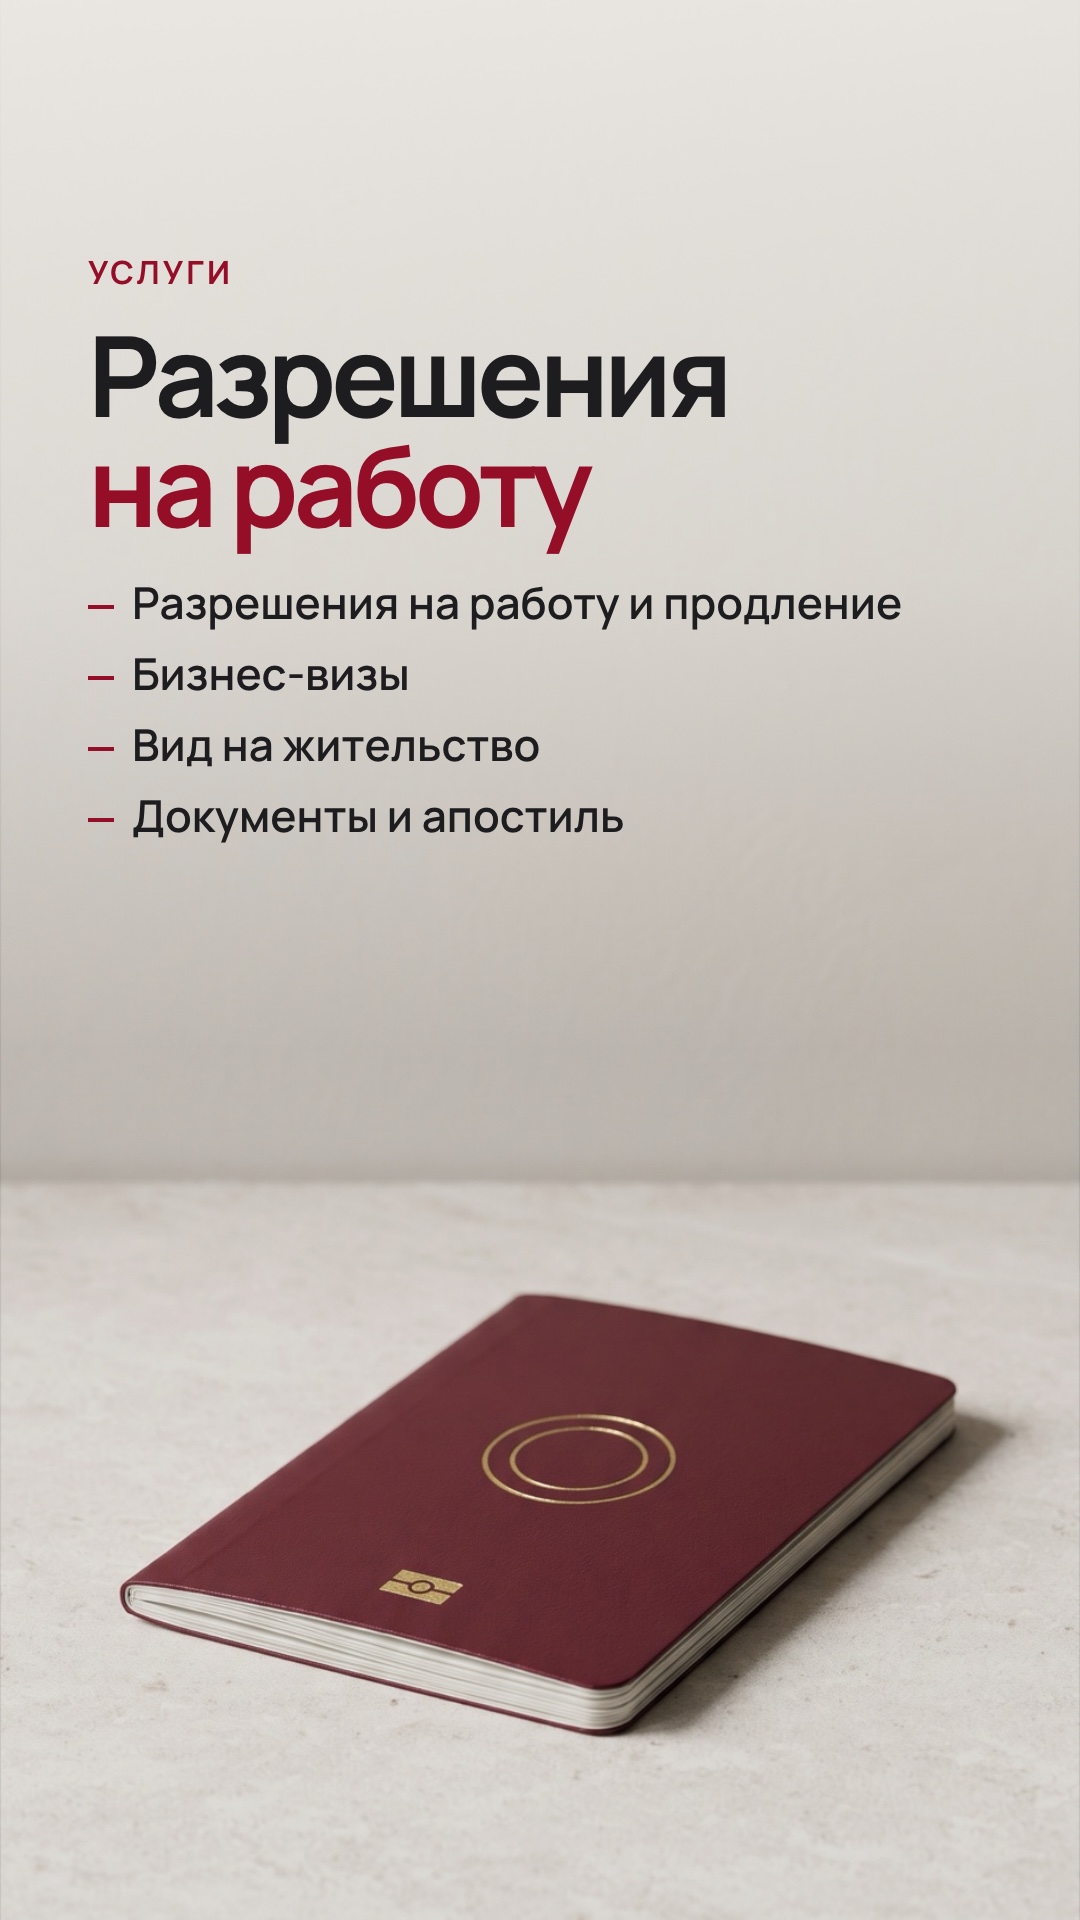 УСЛУГИ
Разрешения
на работу
— Разрешения на работу и продление
— Бизнес-визы
— Вид на жительство
— Документы и апостиль